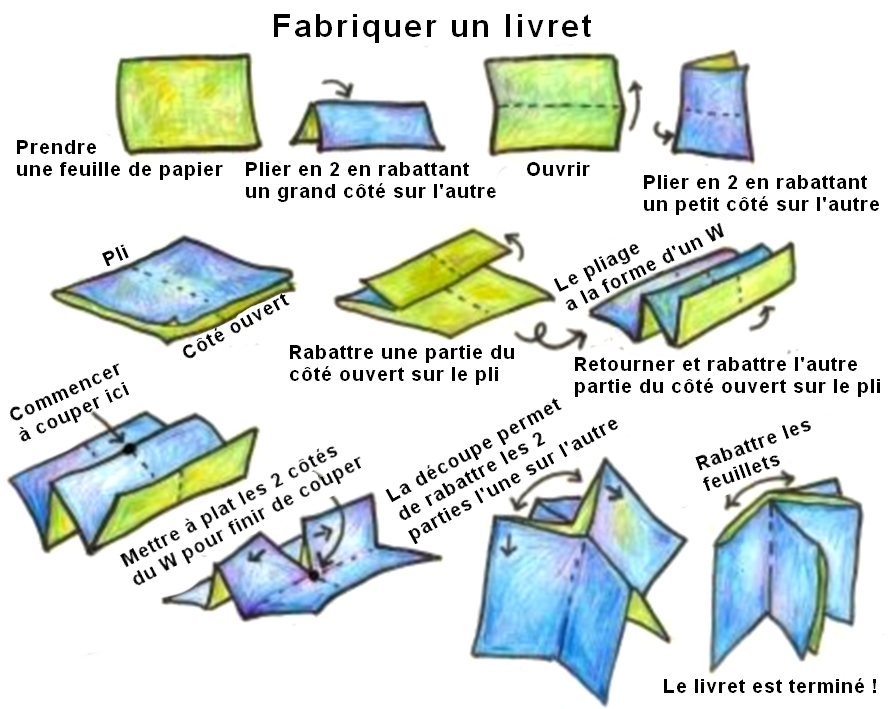 Fabriquer un livret
Prendre
une feuille de papier
Plier en 2 en rabattant
un grand côté sur l'autre
Ouvrir
Plier en 2 en rabattant
un petit côté sur l'autre
Pli
Côté ouvert
Rabattre une partie du
côté ouvert sur le pli
Le pliage
a la forme d'un W
Retourner et rabattre l'autre
partie du côté ouvert sur le pli
Commencer
à couper ici
Mettre à plat les 2 côtés
du W pour finir de couper
La découpe permet
de rabattre les 2
parties l'une sur l'autre
Rabattre les
feuillets
Le livret est terminé !